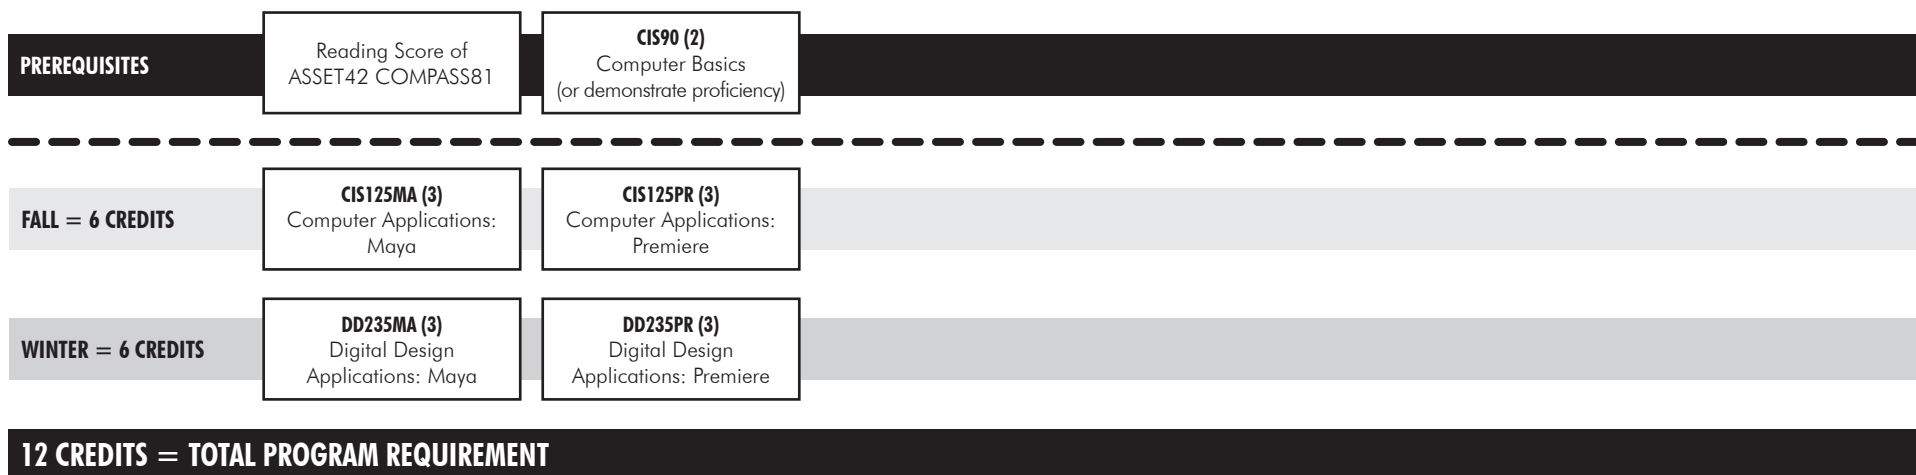 PREREQUISITES
Reading Score of
ASSET42 COMPASS81
CIS90 (2)
Computer Basics
(or demonstrate proficiency)
FALL = 6 CREDITS
CIS125MA (3)
Computer Applications:
Maya
CIS125PR (3)
Computer Applications:
Premiere
WINTER = 6 CREDITS
DD235MA (3)
Digital Design
Applications: Maya
DD235PR (3)
Digital Design
Applications: Premiere
12 CREDITS = TOTAL PROGRAM REQUIREMENT